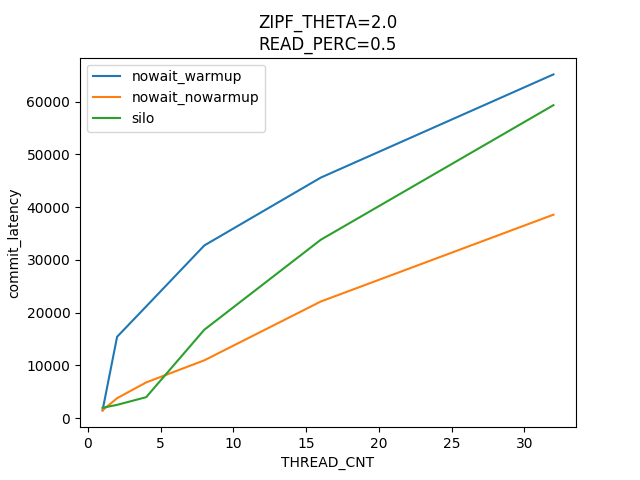 ZIPF_THETA=2.0
READ_PERC=0.5
nowait_warmup
nowait_nowarmup
silo
commit_latency
60000
50000
40000
30000
20000
10000
0
0 5 10 15 20 25 30
THREAD_CNT